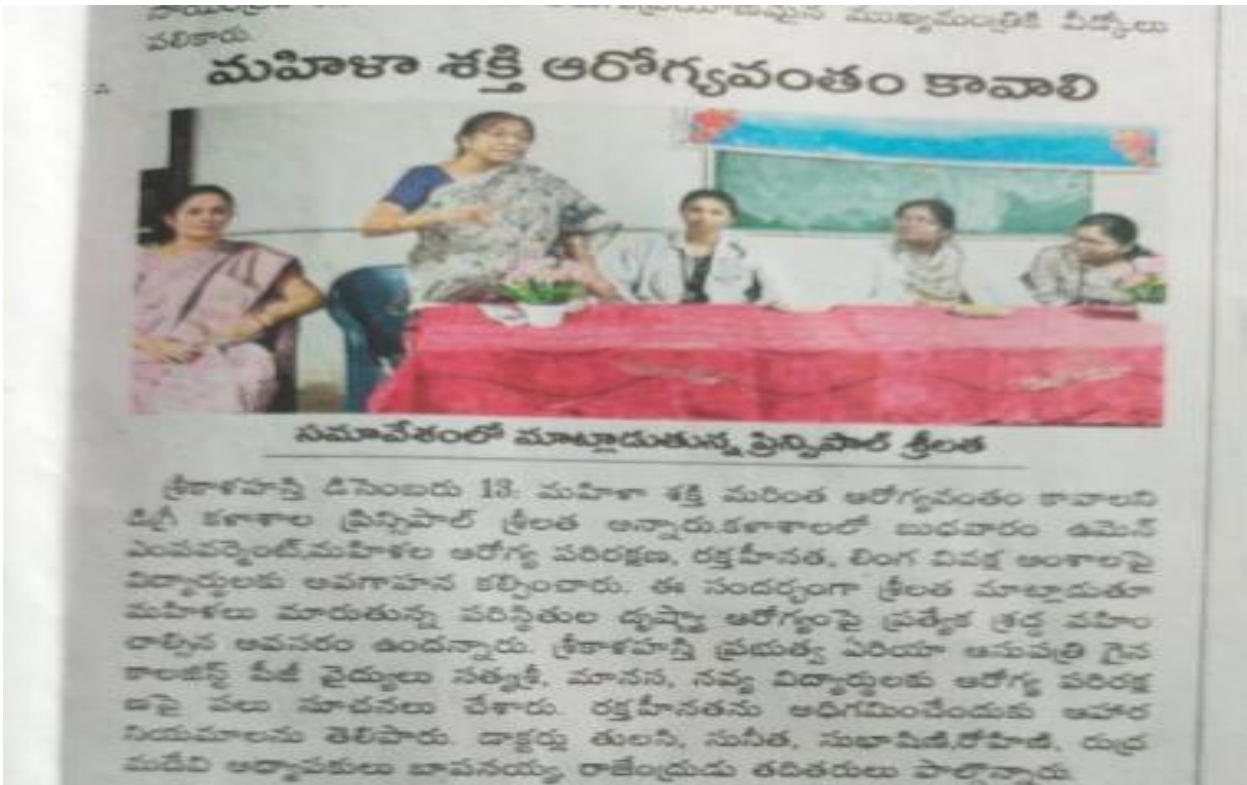 ముఖ్యమంత్రికి వీడ్కోలు
పలికారు.
మహిళా శక్తి ఆరోగ్యవంతం కావాలి
సమావేశంలో మాట్లాడుతున్న ప్రిన్సిపాల్ శ్రీలత
శ్రీకాళహస్తి డిసెంబరు 13: మహిళా శక్తి మరింత ఆరోగ్యవంతం కావాలని
డిగ్రీ కళాశాల ప్రిన్సిపాల్ శ్రీలత అన్నారు.కళాశాలలో బుధవారం ఉమెన్
ఎంపవర్మెంట్,మహిళల ఆరోగ్య పరిరక్షణ, రక్తహీనత, లింగ వివక్ష అంశాలపై
విద్యార్థులకు అవగాహన కల్పించారు. ఈ సందర్భంగా శ్రీలత మాట్లాడుతూ
మహిళలు మారుతున్న పరిస్థితుల దృష్ట్యా ఆరోగ్యంపై ప్రత్యేక శ్రద్ధ వహిం
చాల్సిన అవసరం ఉందన్నారు. శ్రీకాళహస్తి ప్రభుత్వ ఏరియా ఆసుపత్రి గైన
కాలజిస్ట్ పీజీ వైద్యులు సత్యశ్రీ, మానస, నవ్య విద్యార్థులకు ఆరోగ్య పరిరక్ష
ణపై పలు సూచనలు చేశారు. రక్తహీనతను అధిగమించేందుకు ఆహార
నియమాలను తెలిపారు. డాక్టర్లు తులసి, సునీత, సుభాషిణి,రోహిణి, రుద్ర
మదేవి అధ్యాపకులు బాపనయ్య, రాజేంద్రుడు తదితరులు పాల్గొన్నారు.